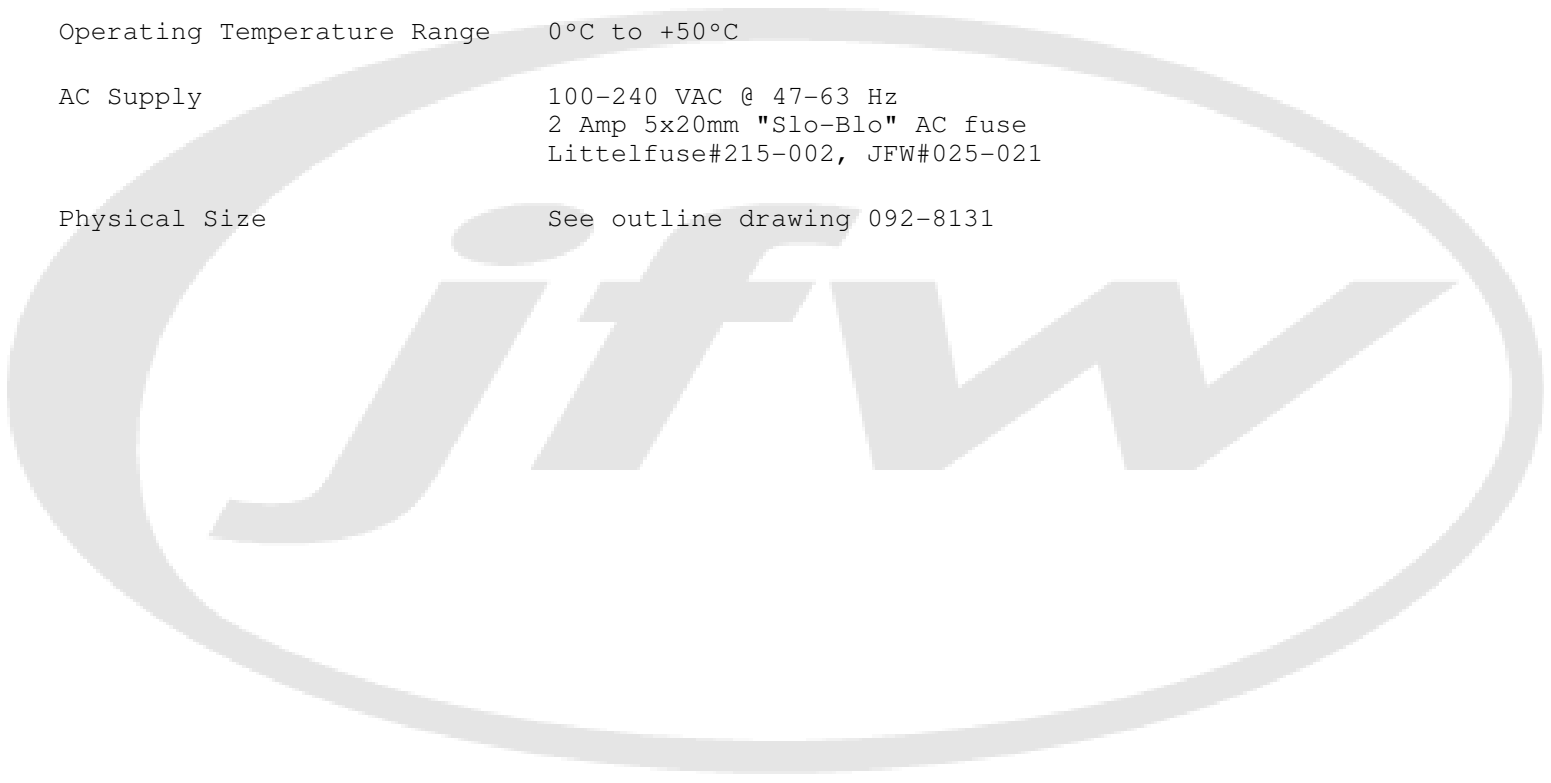 Operating Temperature Range 0°C to +50°C
AC Supply 100-240 VAC @ 47-63 Hz
2 Amp 5x20mm "Slo-Blo" AC fuse
Littelfuse#215-002, JFW#025-021
Physical Size See outline drawing 092-8131
jfw